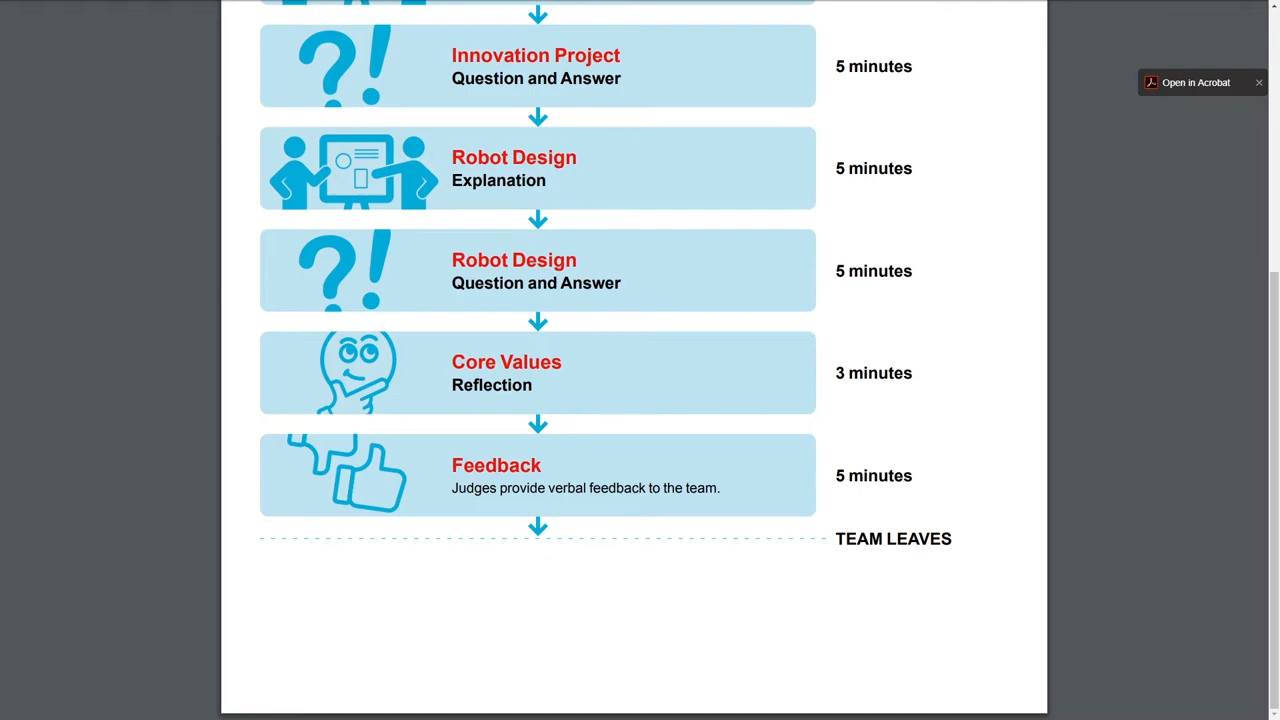 Innovation Project
Question and Answer
5 minutes
Open in Acrobat
Robot Design
Explanation
5 minutes
Robot Design
Question and Answer
5 minutes
Core Values
Reflection
3 minutes
Feedback
Judges provide verbal feedback to the team.
5 minutes
TEAM LEAVES